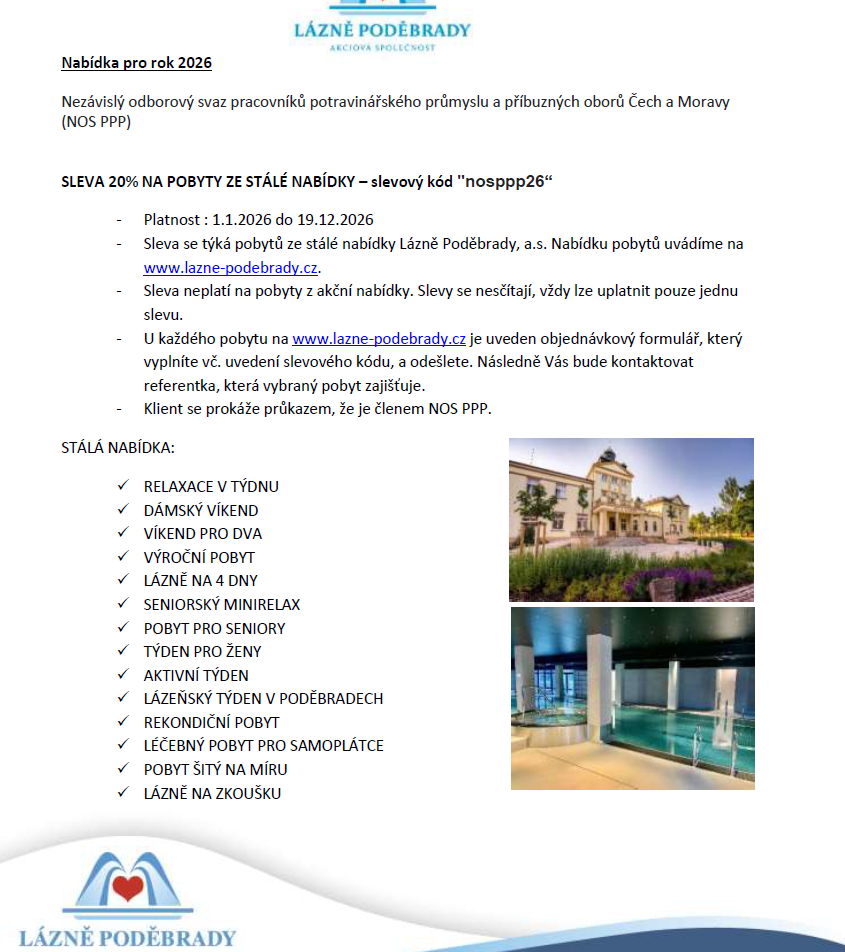 LÁZNĚ PODĚBRADY
AKCIOVÁ SPOLEČNOST
Nabídka pro rok 2026
Nezávislý odborový svaz pracovníků potravinářského průmyslu a příbuzných oborů Čech a Moravy
(NOS PPP)
SLEVA 20% NA POBYTY ZE STÁLÉ NABÍDKY – slevový kód "nosppp26“
- Platnost : 1.1.2026 do 19.12.2026
- Sleva se týká pobytů ze stálé nabídky Lázně Poděbrady, a.s. Nabídku pobytů uvádíme na
www.lazne-podebrady.cz.
- Sleva neplatí na pobyty z akční nabídky. Slevy se nesčítají, vždy lze uplatnit pouze jednu
slevu.
- U každého pobytu na www.lazne-podebrady.cz je uveden objednávkový formulář, který
vyplníte vč. uvedení slevového kódu, a odešlete. Následně Vás bude kontaktovat
referentka, která vybraný pobyt zajišťuje.
- Klient se prokáže průkazem, že je členem NOS PPP.
STÁLÁ NABÍDKA:
✓ RELAXACE V TÝDNU
✓ DÁMSKÝ VÍKEND
✓ VÍKEND PRO DVA
✓ VÝROČNÍ POBYT
✓ LÁZNĚ NA 4 DNY
✓ SENIORSKÝ MINIRELAX
✓ POBYT PRO SENIORY
✓ TÝDEN PRO ŽENY
✓ AKTIVNÍ TÝDEN
✓ LÁZEŇSKÝ TÝDEN V PODĚBRADECH
✓ REKONDIČNÍ POBYT
✓ LÉČEBNÝ POBYT PRO SAMOPLÁTCE
✓ POBYT ŠITÝ NA MÍRU
✓ LÁZNĚ NA ZKOUŠKU
LÁZNĚ PODĚBRADY